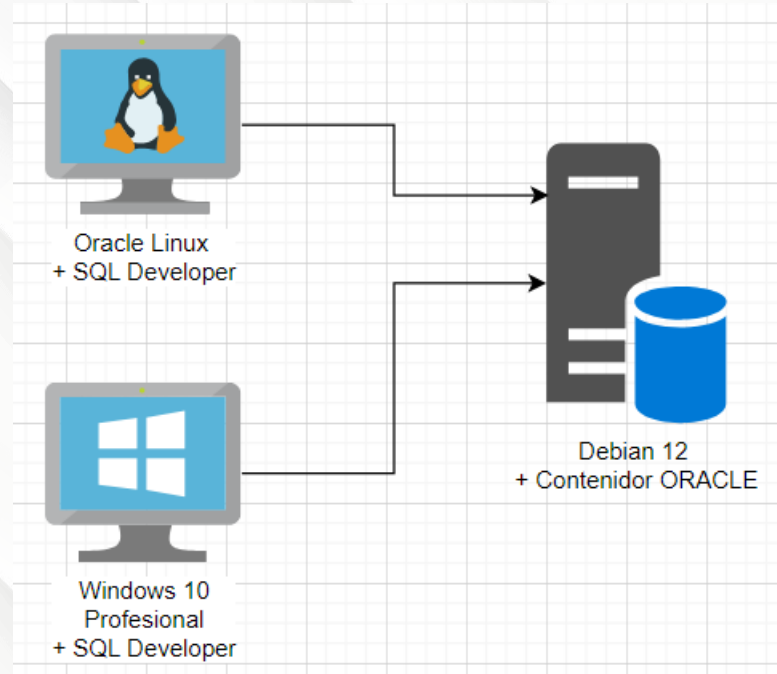 Oracle Linux
+ SQL Developer
Debian 12
+ Contenidor ORACLE
Windows 10
Profesional
+ SQL Developer